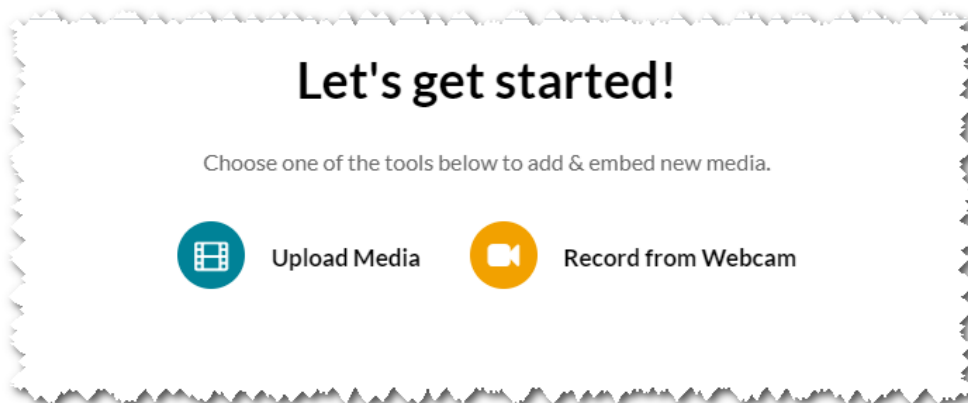 Let's get started!
Choose one of the tools below to add & embed new media.
Upload Media
Record from Webcam